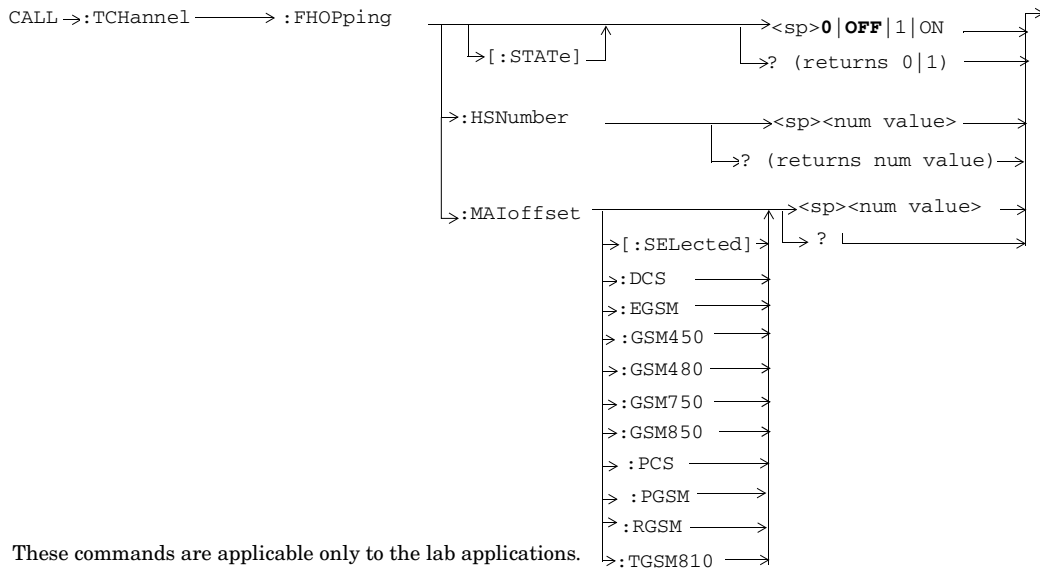 CALL :TCHannel :FHOPping <sp>0|OFF|1|ON
[:STATe] ? (returns 0|1)
:HSNumber <sp><num value>
? (returns num value)
:MAIoffset <sp><num value>
[:SELected] ?
:DCS
:EGSM
:GSM450
:GSM480
:GSM750
:GSM850
:PCS
:PGSM
:RGSM
These commands are applicable only to the lab applications. :TGSM810